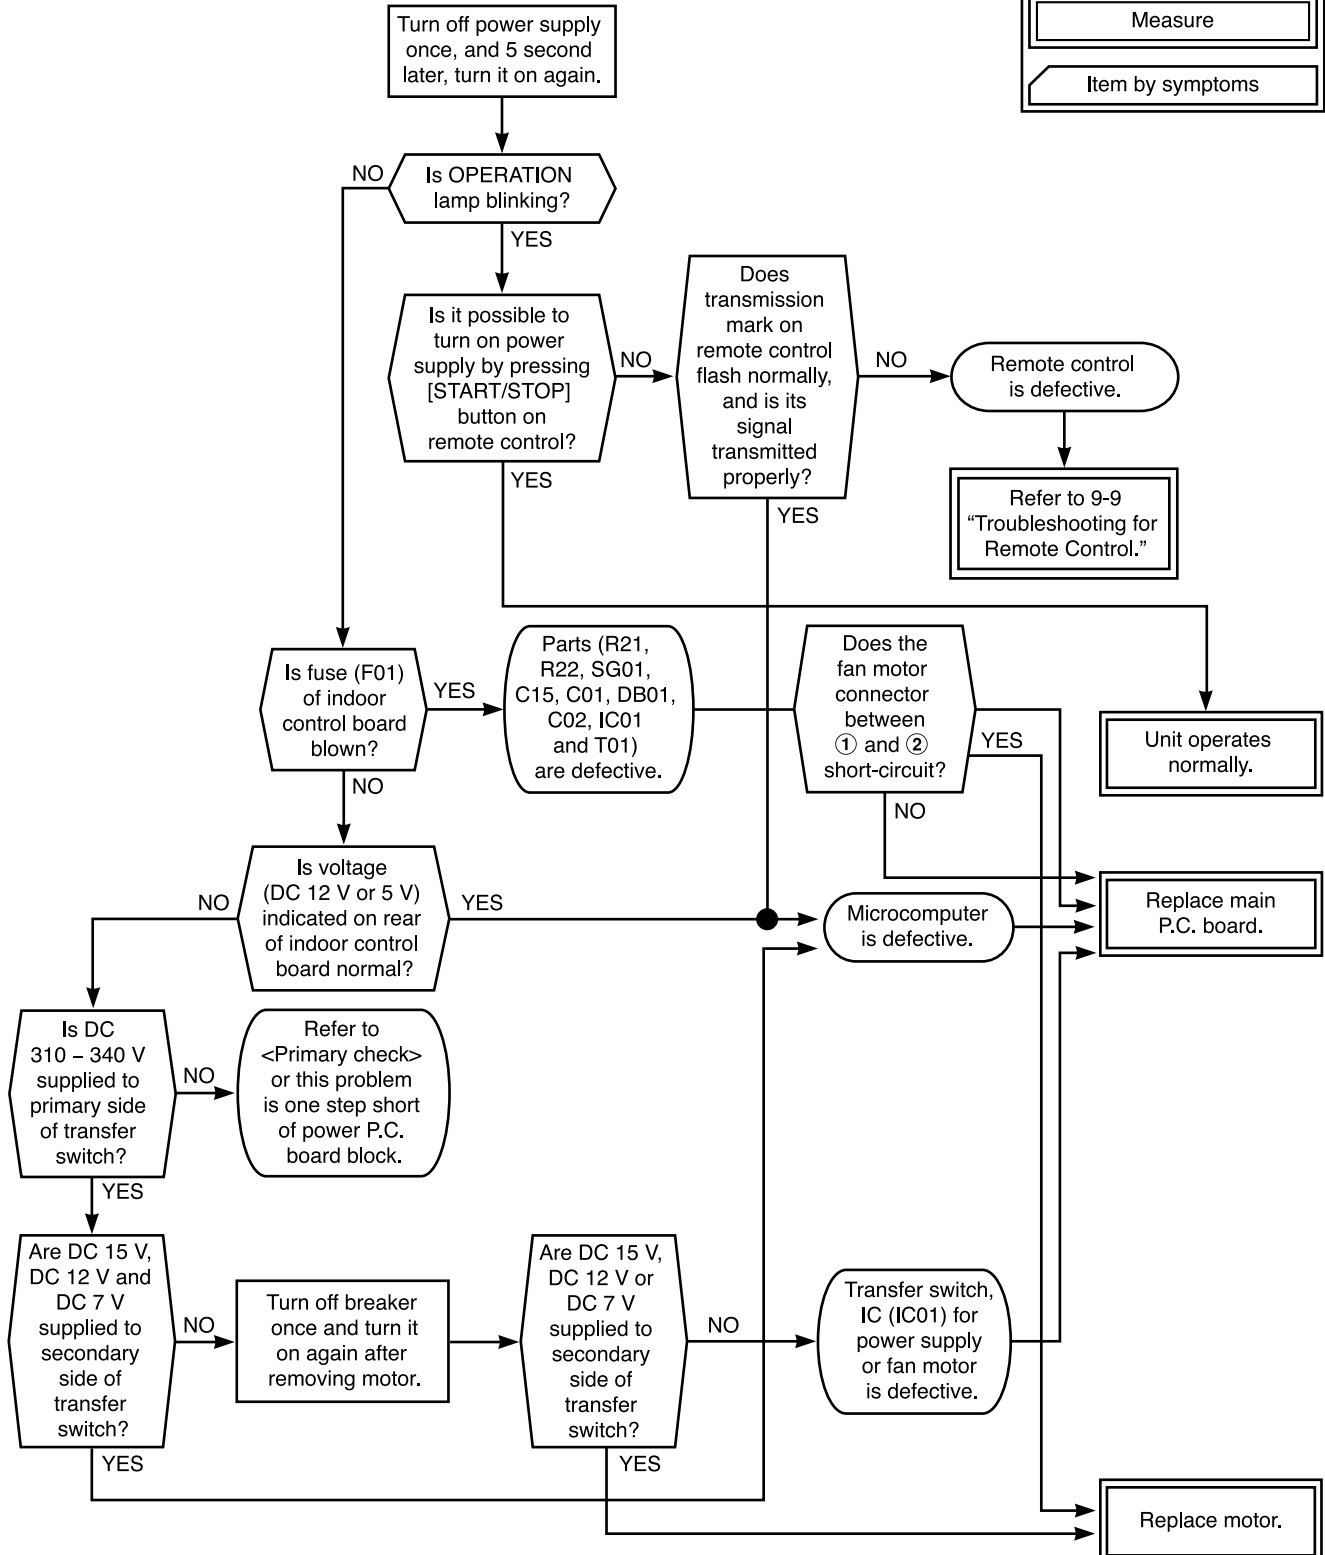 Turn off power supply
once, and 5 second
later, turn it on again.
Measure
Item by symptoms
NO
Is OPERATION
lamp blinking?
YES
Is it possible to
turn on power
supply by pressing
[START/STOP]
button on
remote control?
NO
YES
Does
transmission
mark on
remote control
flash normally,
and is its
signal
transmitted
properly?
NO
YES
Remote control
is defective.
Refer to 9-9
“Troubleshooting for
Remote Control.”
Is fuse (F01)
of indoor
control board
blown?
YES
NO
Parts (R21,
R22, SG01,
C15, C01, DB01,
C02, IC01
and T01)
are defective.
Does the
fan motor
connector
between
① and ②
short-circuit?
YES
NO
Unit operates
normally.
Is voltage
(DC 12 V or 5 V)
indicated on rear
of indoor control
board normal?
NO
YES
Microcomputer
is defective.
Replace main
P.C. board.
Is DC
310 – 340 V
supplied to
primary side
of transfer
switch?
NO
YES
Refer to
<Primary check>
or this problem
is one step short
of power P.C.
board block.
Are DC 15 V,
DC 12 V and
DC 7 V
supplied to
secondary
side of
transfer
switch?
NO
YES
Turn off breaker
once and turn it
on again after
removing motor.
Are DC 15 V,
DC 12 V or
DC 7 V
supplied to
secondary
side of
transfer
switch?
NO
YES
Transfer switch,
IC (IC01) for
power supply
or fan motor
is defective.
Replace motor.